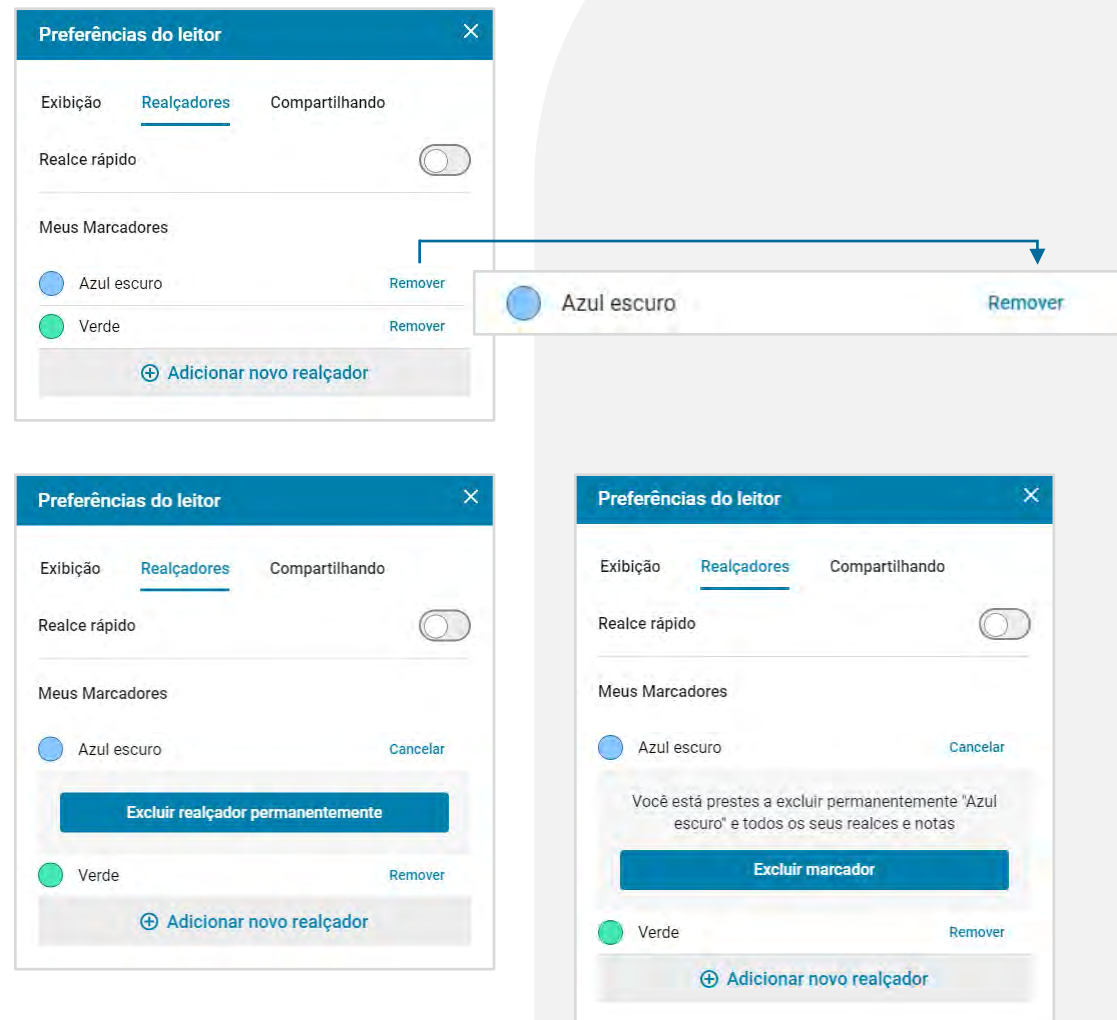 Preferências do leitor
Exibição Realçadores Compartilhando
Realce rápido
Meus Marcadores
Azul escuro Remover
Verde Remover
Adicionar novo realçador
Azul escuro Remover
Preferências do leitor
Exibição Realçadores Compartilhando
Realce rápido
Meus Marcadores
Azul escuro Cancelar
Excluir realçador permanentemente
Verde Remover
Adicionar novo realçador
Preferências do leitor
Exibição Realçadores Compartilhando
Realce rápido
Meus Marcadores
Azul escuro Cancelar
Você está prestes a excluir permanentemente "Azul
escuro" e todos os seus realces e notas
Excluir marcador
Verde Remover
Adicionar novo realçador